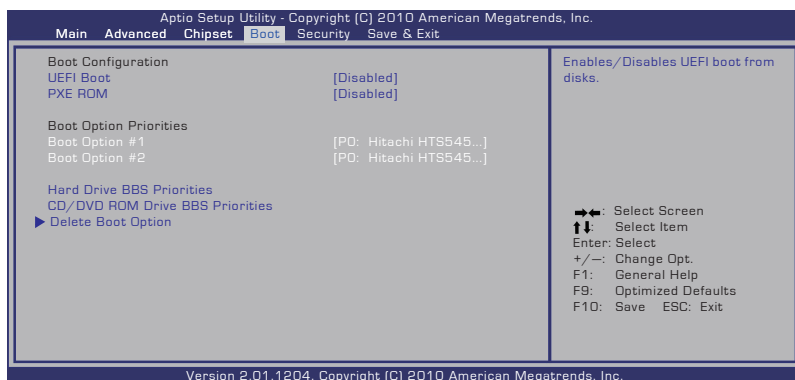 Aptio Setup Utility - Copyright (C) 2010 American Megatrends, Inc.
Main Advanced Chipset Boot Security Save & Exit
Boot Configuration
UEFI Boot [Disabled]
PXE ROM [Disabled]
Boot Option Priorities
Boot Option #1 [P0: Hitachi HTS545...]
Boot Option #2 [P0: Hitachi HTS545...]
Hard Drive BBS Priorities
CD/DVD ROM Drive BBS Priorities
Delete Boot Option
Enables/Disables UEFI boot from
disks.
→←: Select Screen
↑↓: Select Item
Enter: Select
+/—: Change Opt.
F1: General Help
F9: Optimized Defaults
F10: Save ESC: Exit
Version 2.01.1204. Copyright (C) 2010 American Megatrends, Inc.